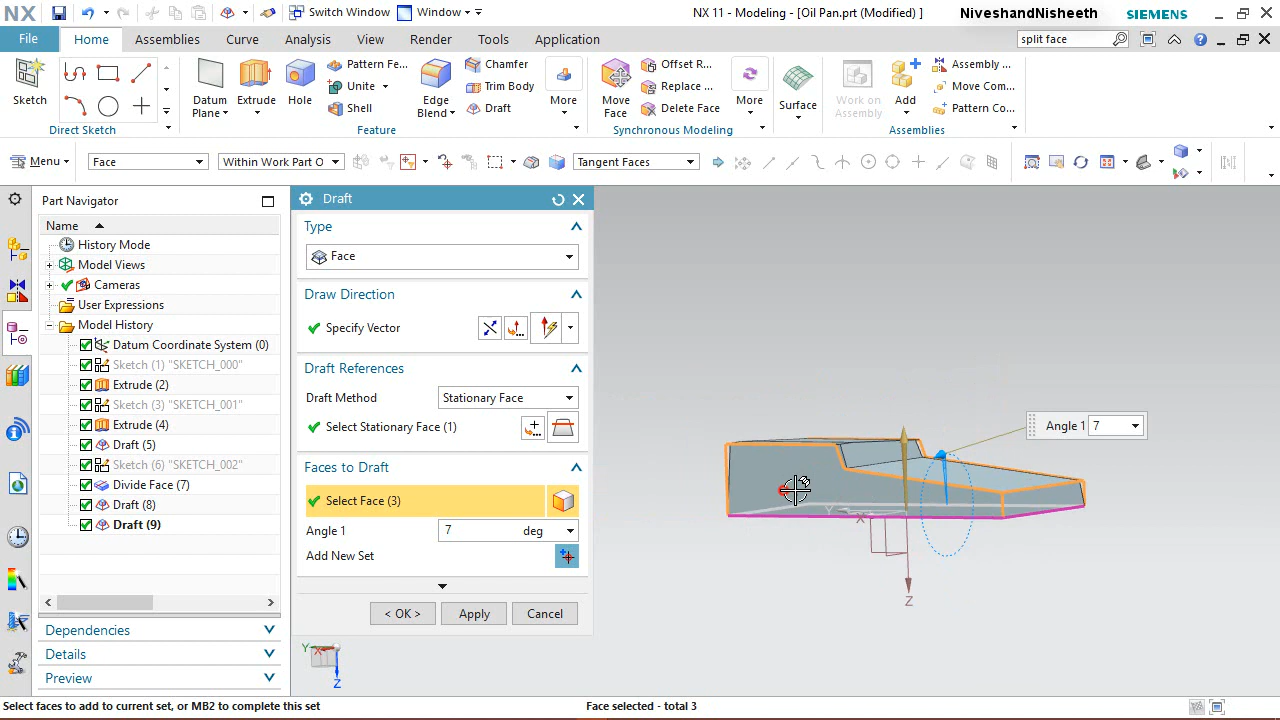 NX
Switch Window
Window
NX 11 - Modeling - [Oil Pan.prt (Modified) ]
NiveshandNisheeth
SIEMENS
File
Home
Assemblies
Curve
Analysis
View
Render
Tools
Application
split face
Sketch
Direct Sketch
Datum
Plane
Extrude
Hole
Pattern Fe...
Unite
Shell
Edge
Blend
Chamfer
Trim Body
Draft
More
Feature
Move
Face
Offset R...
Replace ...
Delete Face
More
Synchronous Modeling
Surface
Work on
Assembly
Add
Assembly ...
Move Com...
Pattern Co...
Assemblies
Menu
Face
Within Work Part O
Tangent Faces
Part Navigator
Name
History Mode
Model Views
Cameras
User Expressions
Model History
Datum Coordinate System (0)
Sketch (1) "SKETCH_000"
Extrude (2)
Sketch (3) "SKETCH_001"
Extrude (4)
Draft (5)
Sketch (6) "SKETCH_002"
Divide Face (7)
Draft (8)
Draft (9)
Dependencies
Details
Preview
Draft
Type
Face
Draw Direction
Specify Vector
Draft References
Draft Method
Stationary Face
Select Stationary Face (1)
Faces to Draft
Select Face (3)
Angle 1
7
deg
Add New Set
< OK >
Apply
Cancel
Angle 1 7
Y
X
Z
Y
X
Z
Select faces to add to current set, or MB2 to complete this set
Face selected - total 3